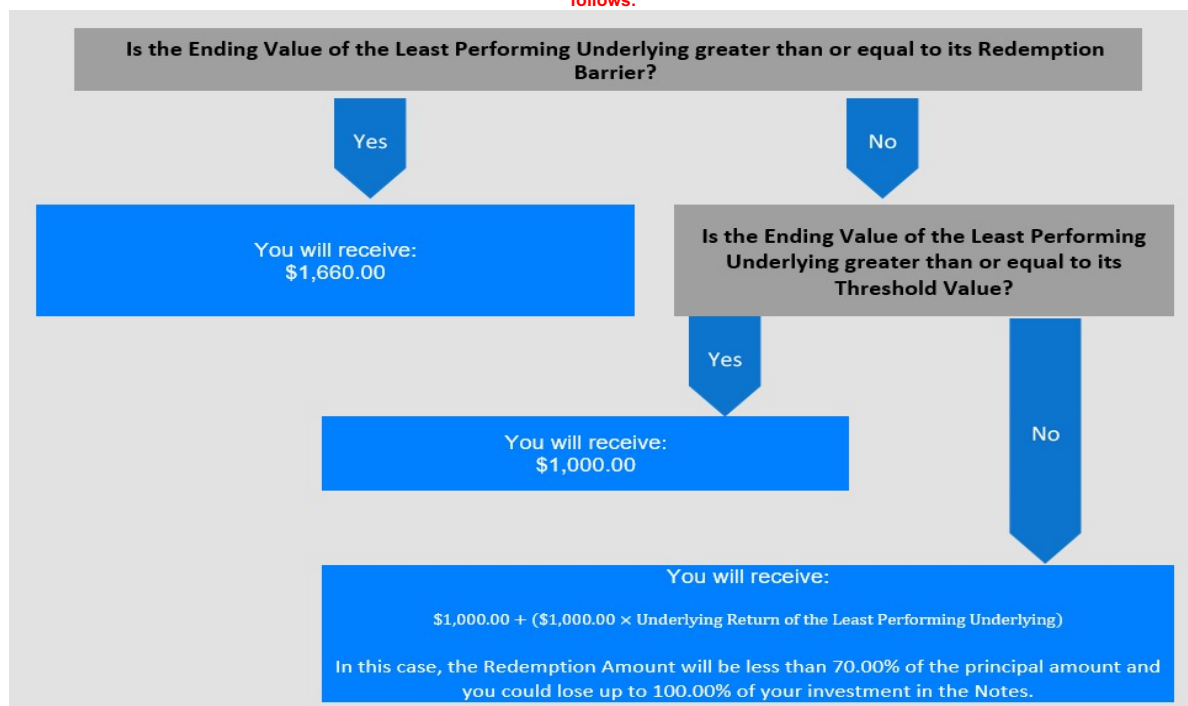 follows:
Is the Ending Value of the Least Performing Underlying greater than or equal to its Redemption
Barrier?
Yes
No
You will receive:
$1,660.00
Is the Ending Value of the Least Performing
Underlying greater than or equal to its
Threshold Value?
Yes
No
You will receive:
$1,000.00
You will receive:
$1,000.00 + ($1,000.00 × Underlying Return of the Least Performing Underlying)
In this case, the Redemption Amount will be less than 70.00% of the principal amount and
you could lose up to 100.00% of your investment in the Notes.